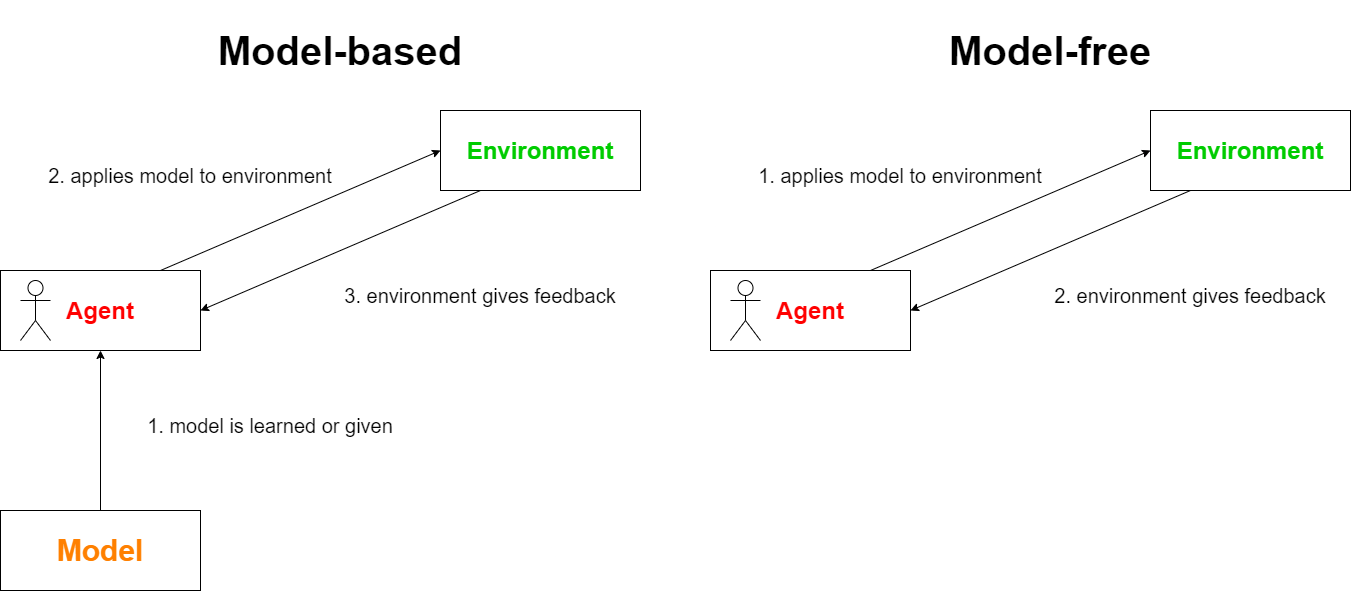 Model-based
Environment
2. applies model to environment
3. environment gives feedback
Agent
1. model is learned or given
Model
Model-free
Environment
1. applies model to environment
2. environment gives feedback
Agent